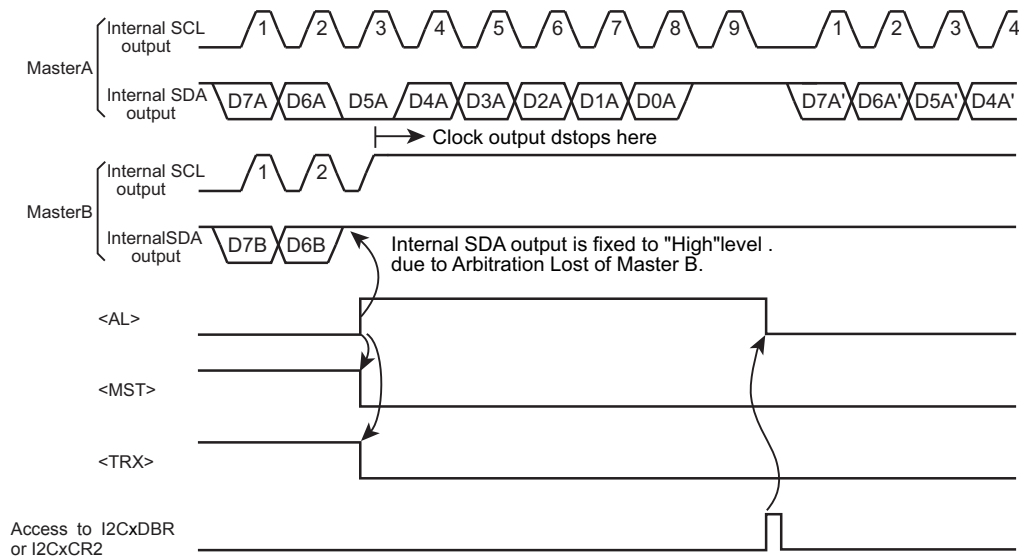 Internal SCL
output
1 2 3 4 5 6 7 8 9 1 2 3 4
MasterA
Internal SDA
output
D7A D6A D5A D4A D3A D2A D1A D0A D7A' D6A' D5A' D4A'
Clock output dstops here
Internal SCL
output
1 2
MasterB
InternalSDA
output
D7B D6B
Internal SDA output is fixed to "High"level .
due to Arbitration Lost of Master B.
<AL>
<MST>
<TRX>
Access to I2CxDBR
or I2CxCR2